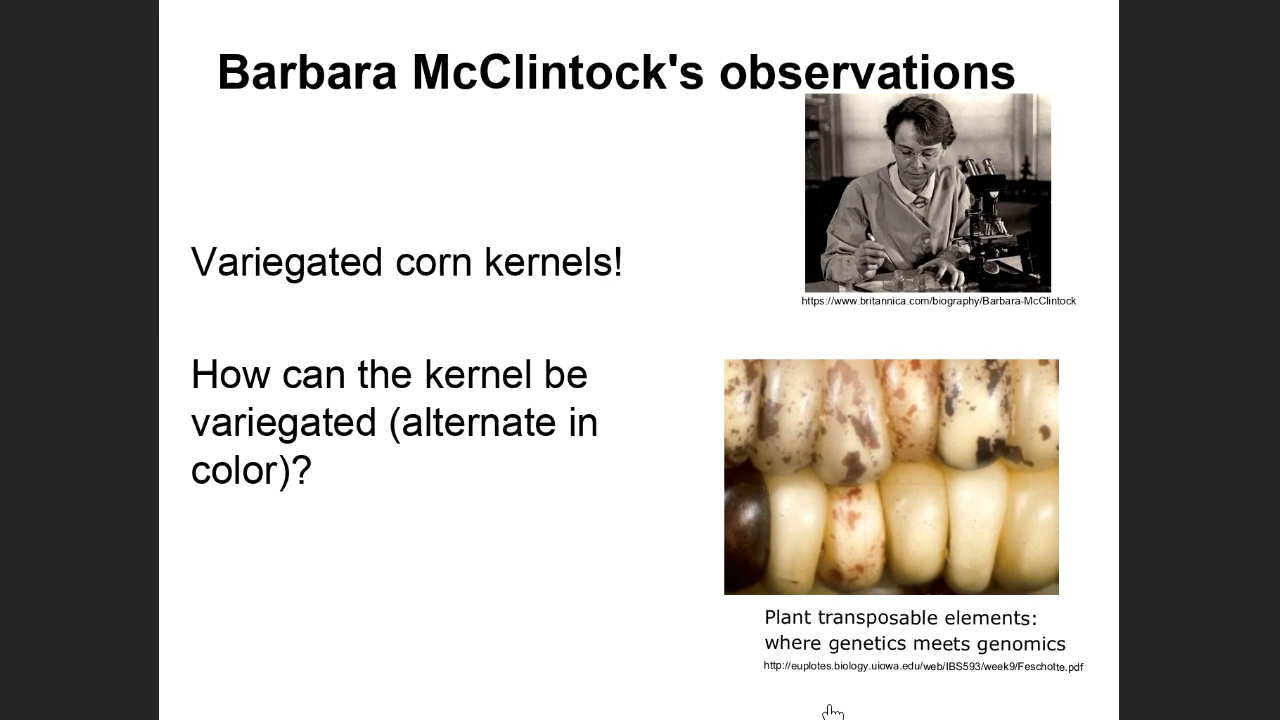 Barbara McClintock's observations
https://www.britannica.com/biography/Barbara-McClintock
Variegated corn kernels!
How can the kernel be
variegated (alternate in
color)?
Plant transposable elements:
where genetics meets genomics
http://euplotes.biology.uiowa.edu/web/IBS593/week9/Feschotte.pdf